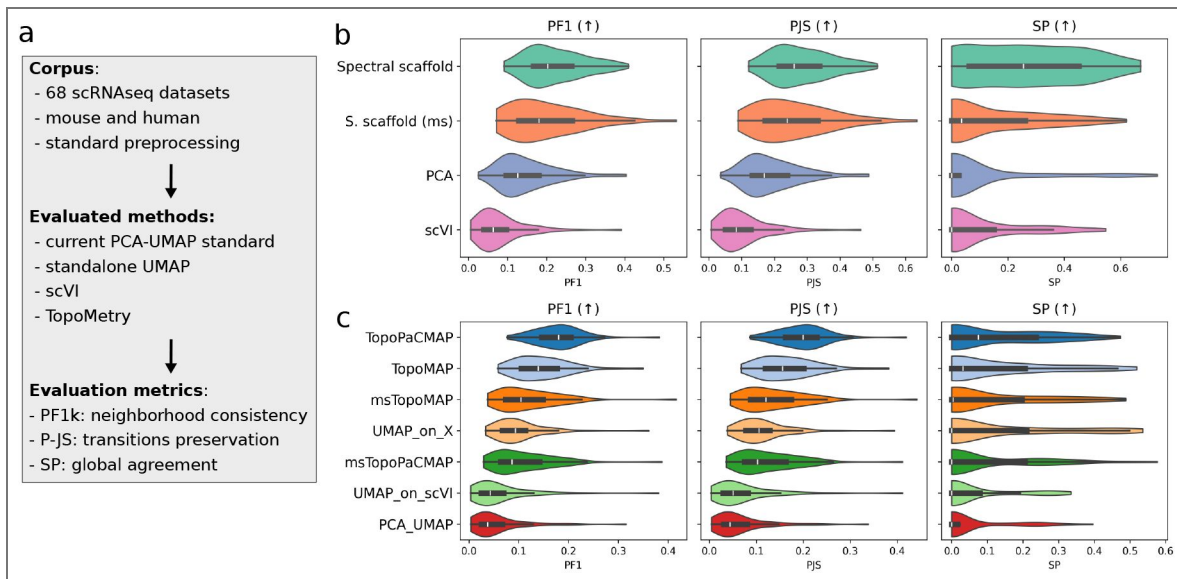 a
Corpus:
- 68 scRNAseq datasets
- mouse and human
- standard preprocessing
Evaluated methods:
- current PCA-UMAP standard
- standalone UMAP
- scVI
- TopoMetry
Evaluation metrics:
- PF1k: neighborhood consistency
- P-JS: transitions preservation
- SP: global agreement
b
PF1 (↑)
PJS (↑)
SP (↑)
Spectral scaffold
S. scaffold (ms)
PCA
scVI
0.0 0.1 0.2 0.3 0.4 0.5
PF1
0.0 0.1 0.2 0.3 0.4 0.5 0.6
PJS
0.0 0.2 0.4 0.6
SP
c
PF1 (↑)
PJS (↑)
SP (↑)
TopoPaCMAP
TopoMAP
msTopoMAP
UMAP_on_X
msTopoPaCMAP
UMAP_on_scVI
PCA_UMAP
0.0 0.1 0.2 0.3 0.4
PF1
0.0 0.1 0.2 0.3 0.4
PJS
0.0 0.1 0.2 0.3 0.4 0.5 0.6
SP